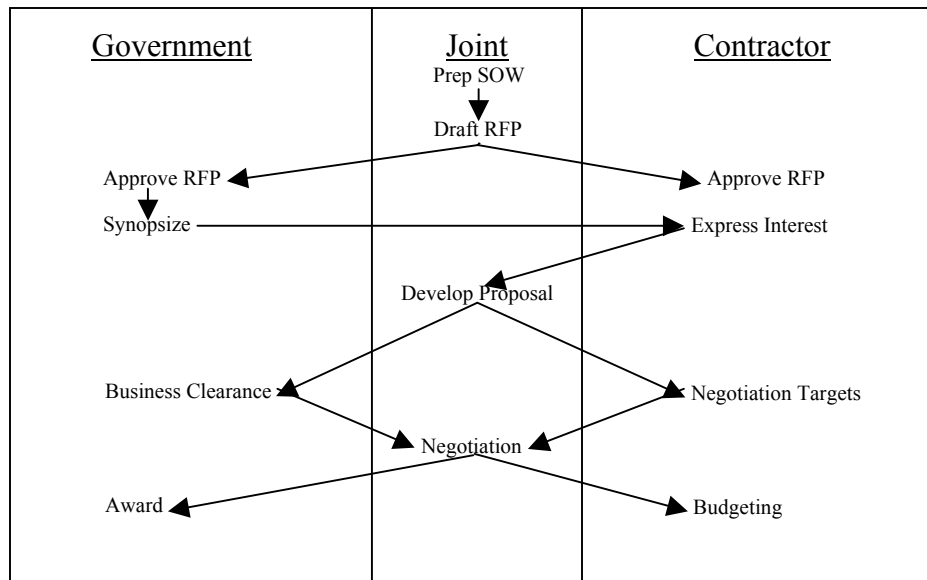 Government
Joint
Contractor
Prep SOW
Draft RFP
Approve RFP
Approve RFP
Synopsize
Express Interest
Develop Proposal
Business Clearance
Negotiation Targets
Negotiation
Award
Budgeting